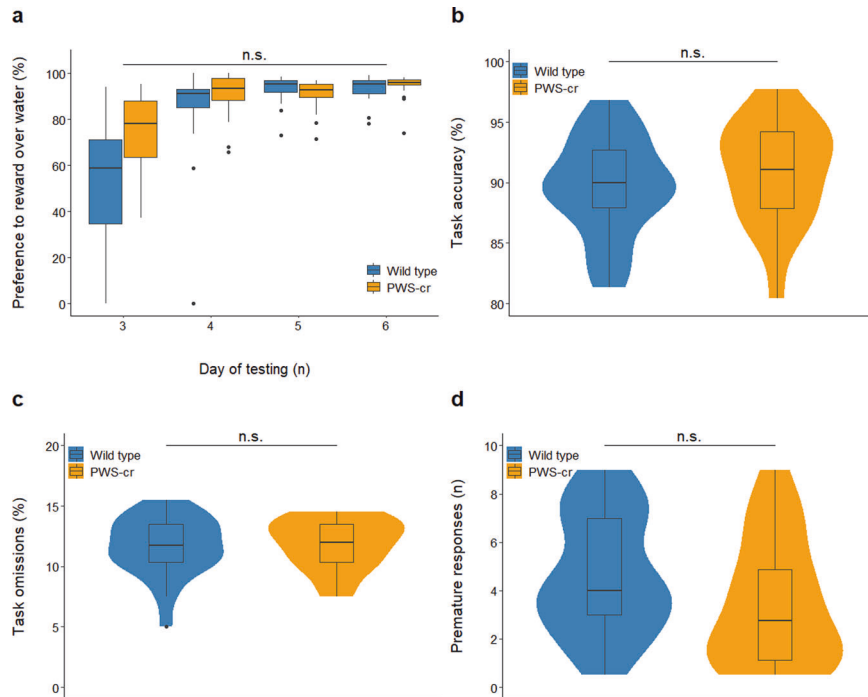 a
n.s.
Preference to reward over water (%)
100
80
60
40
20
0
Wild type
PWS-cr
3 4 5 6
Day of testing (n)
b
n.s.
Task accuracy (%)
100
95
90
85
80
Wild type
PWS-cr
c
n.s.
Task omissions (%)
20
15
10
5
0
Wild type
PWS-cr
d
n.s.
Premature responses (n)
10
8
6
4
2
0
Wild type
PWS-cr